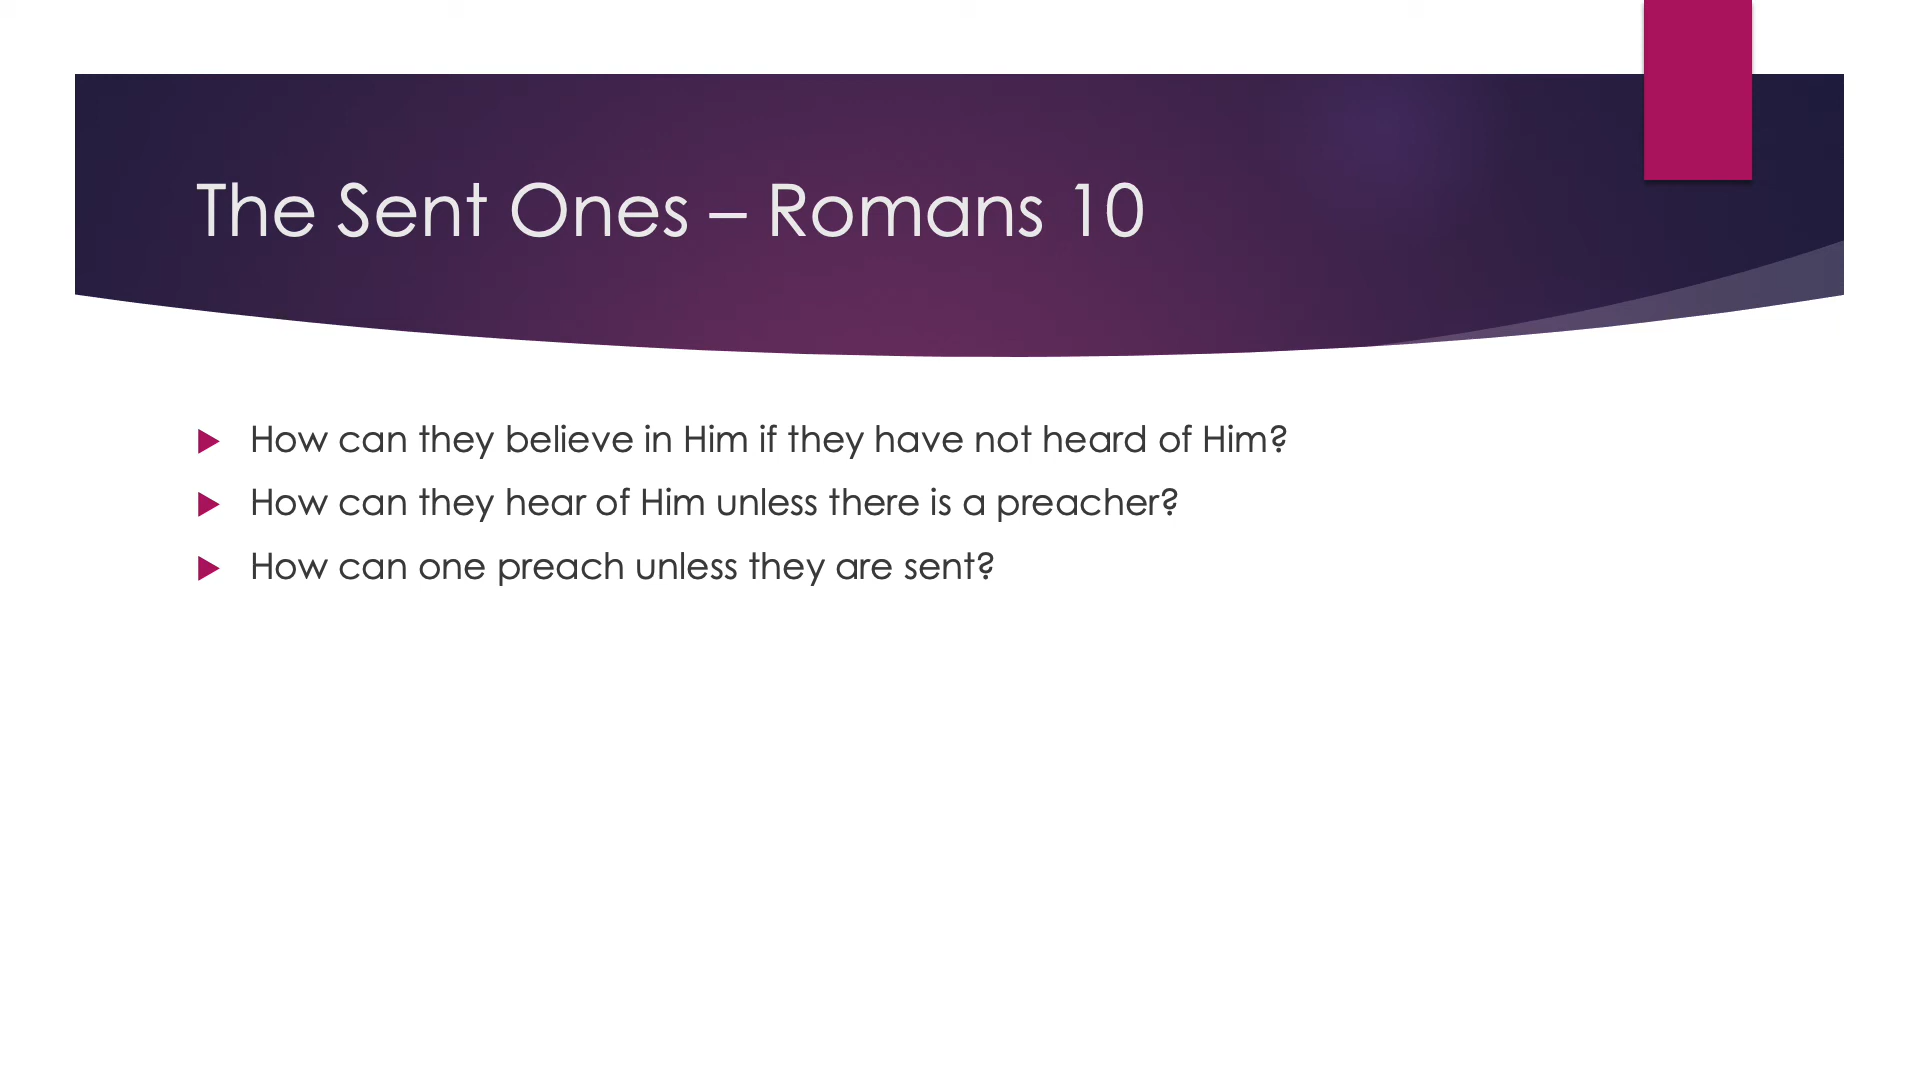 The Sent Ones – Romans 10
How can they believe in Him if they have not heard of Him?
How can they hear of Him unless there is a preacher?
How can one preach unless they are sent?